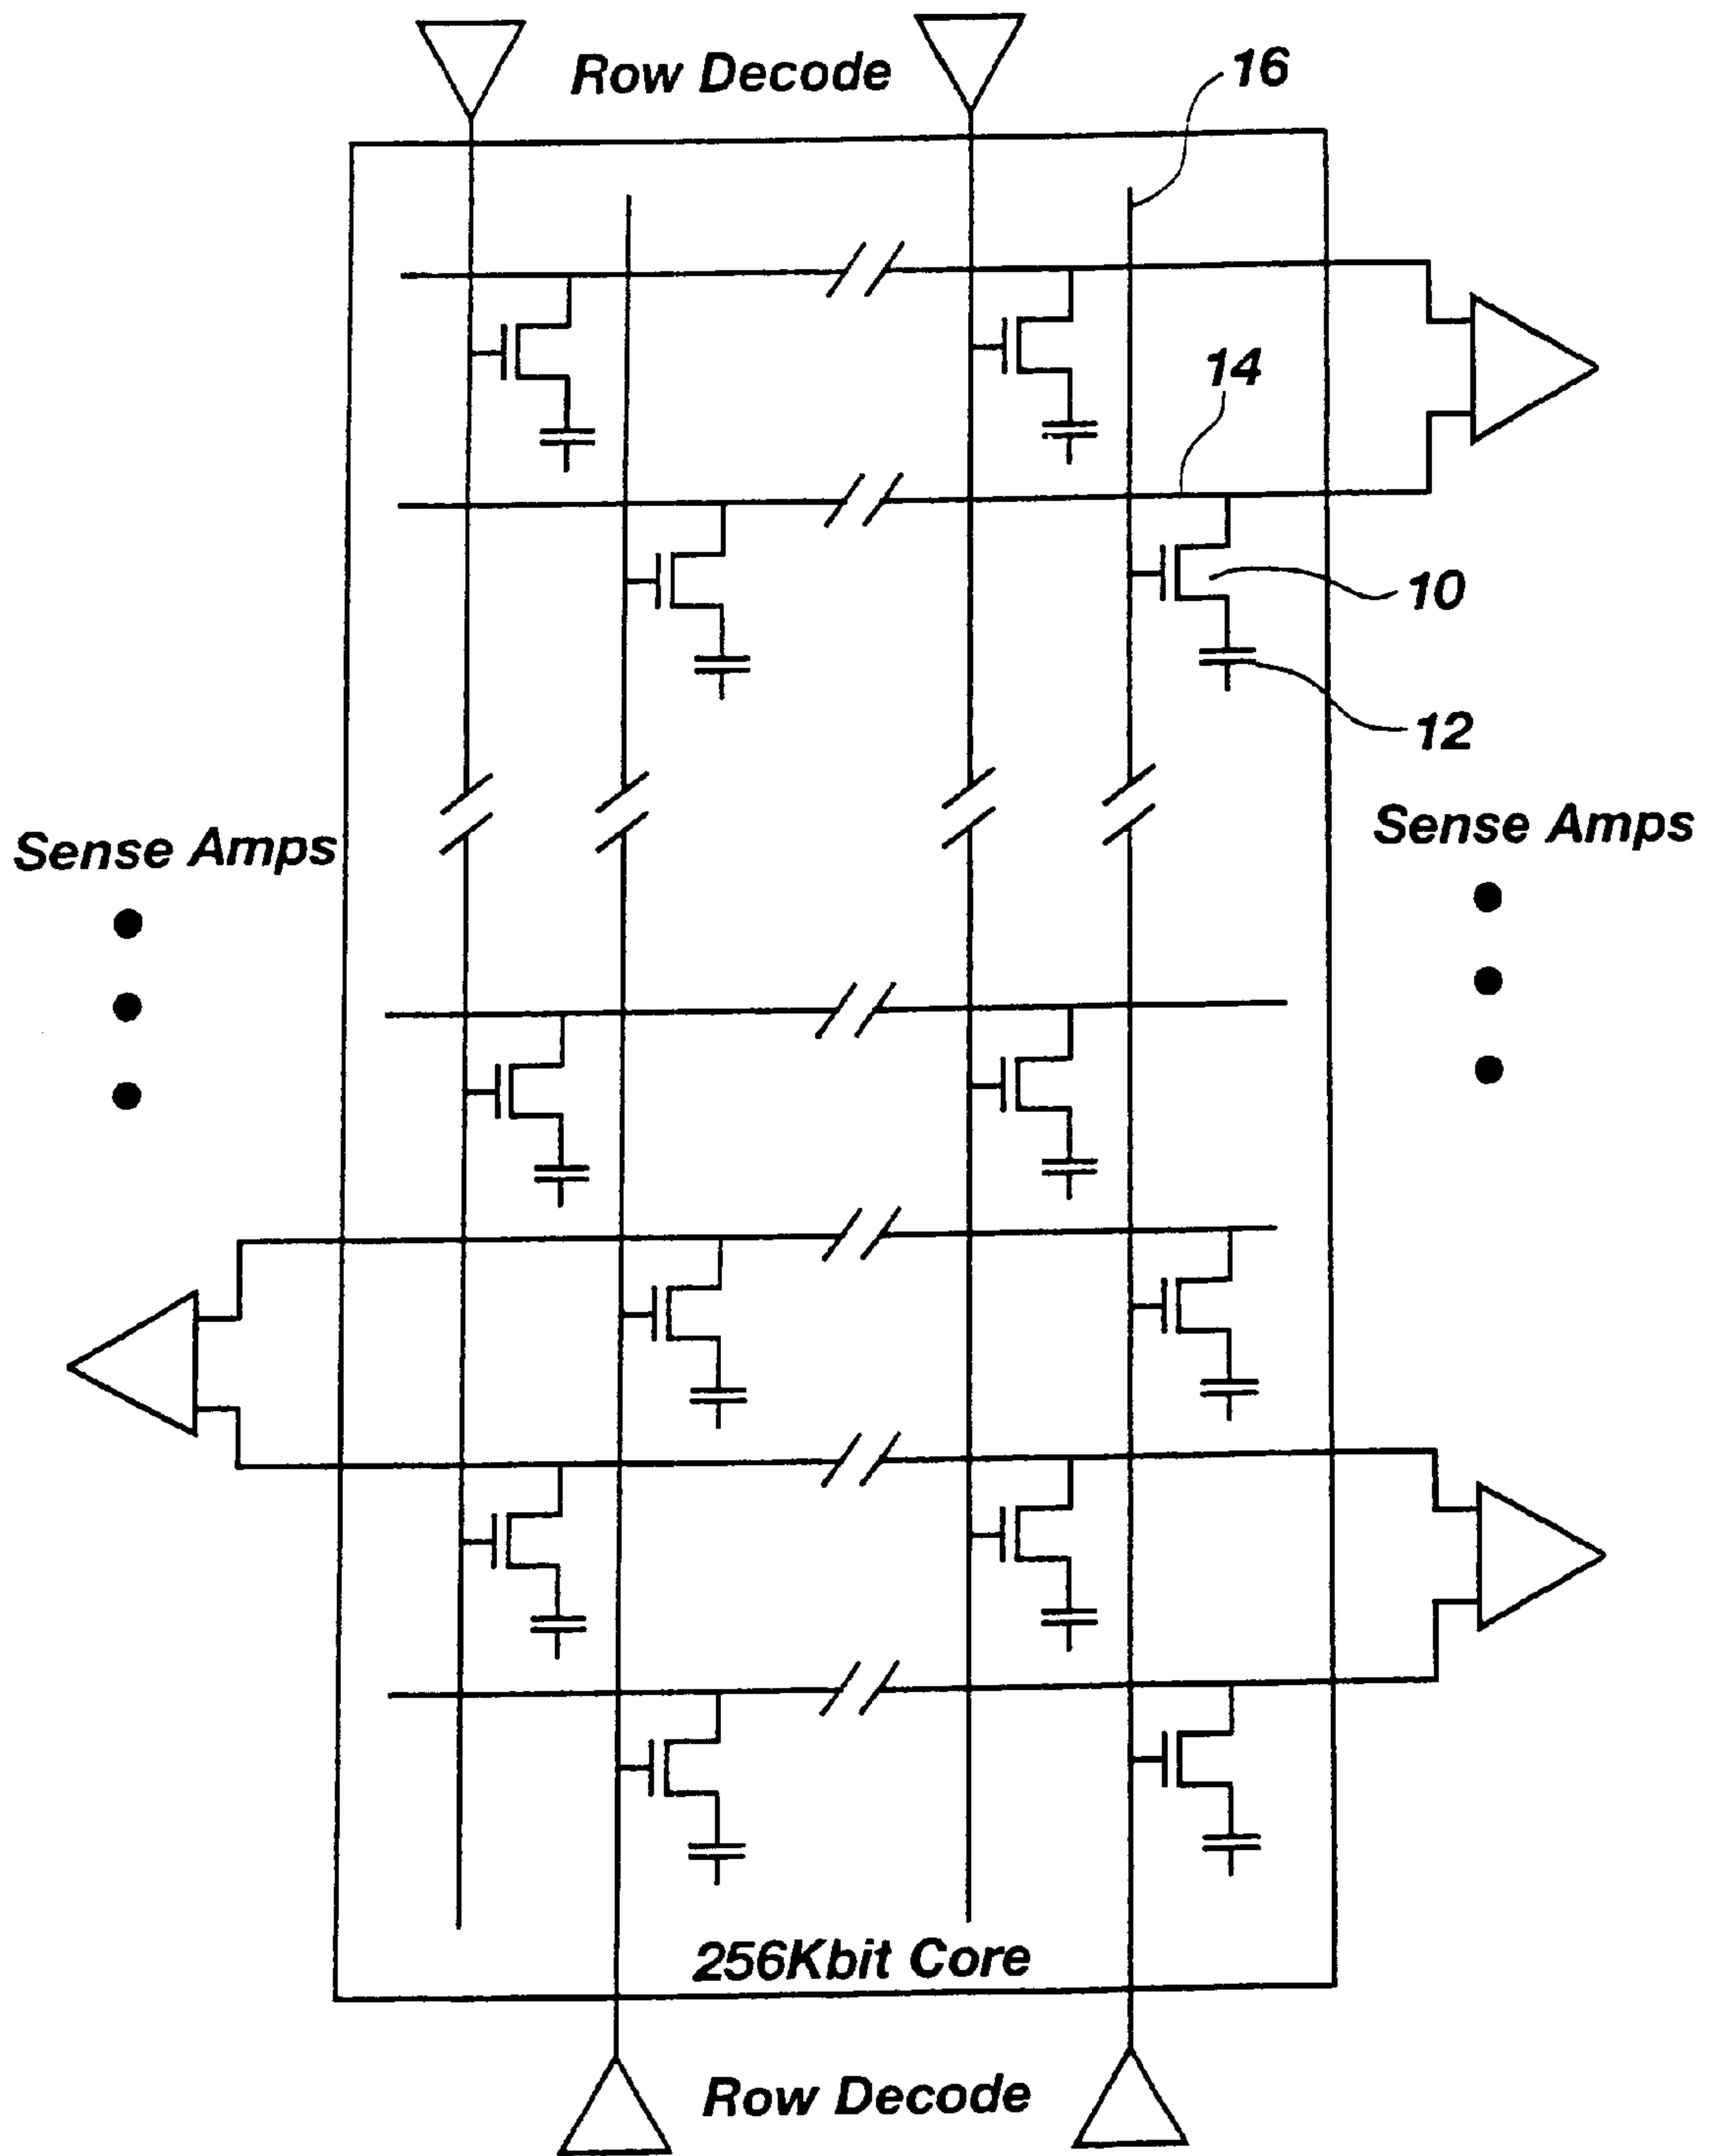 Row Decode
16
14
10
12
Sense Amps
Sense Amps
256Kbit Core
Row Decode